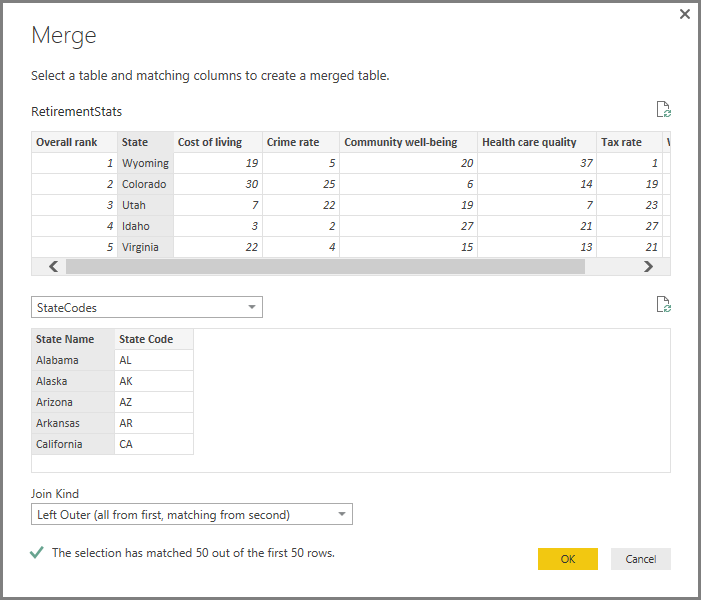 Merge
Select a table and matching columns to create a merged table.
RetirementStats
Overall rank State Cost of living Crime rate Community well-being Health care quality Tax rate
1 Wyoming 19 5 20 37 1
2 Colorado 30 25 6 14 19
3 Utah 7 22 19 7 23
4 Idaho 3 2 27 21 27
5 Virginia 22 4 15 13 21
StateCodes
State Name State Code
Alabama AL
Alaska AK
Arizona AZ
Arkansas AR
California CA
Join Kind
Left Outer (all from first, matching from second)
The selection has matched 50 out of the first 50 rows.
OK Cancel